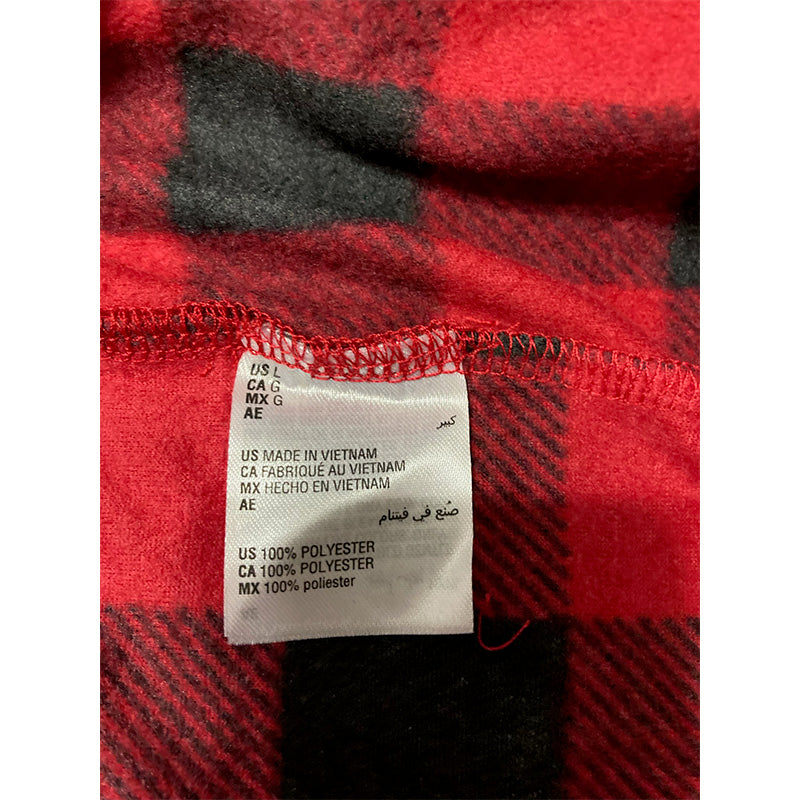 US L
CA G
MX G
AE
كبير
US MADE IN VIETNAM
CA FABRIQUÉ AU VIETNAM
MX HECHO EN VIETNAM
AE
صُنع في فيتنام
US 100% POLYESTER
CA 100% POLYESTER
MX 100% poliester